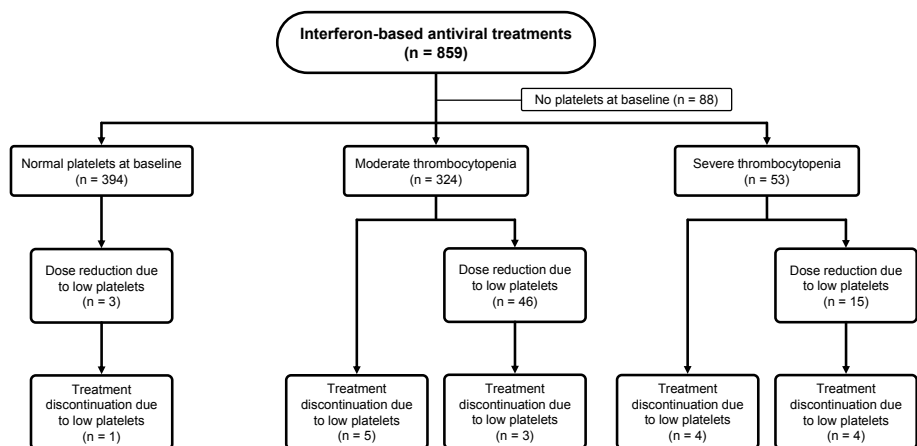 Interferon-based antiviral treatments
(n = 859)
No platelets at baseline (n = 88)
Normal platelets at baseline
(n = 394)
Moderate thrombocytopenia
(n = 324)
Severe thrombocytopenia
(n = 53)
Dose reduction due
to low platelets
(n = 3)
Dose reduction due
to low platelets
(n = 46)
Dose reduction due
to low platelets
(n = 15)
Treatment
discontinuation due
to low platelets
(n = 1)
Treatment
discontinuation due
to low platelets
(n = 5)
Treatment
discontinuation due
to low platelets
(n = 3)
Treatment
discontinuation due
to low platelets
(n = 4)
Treatment
discontinuation due
to low platelets
(n = 4)